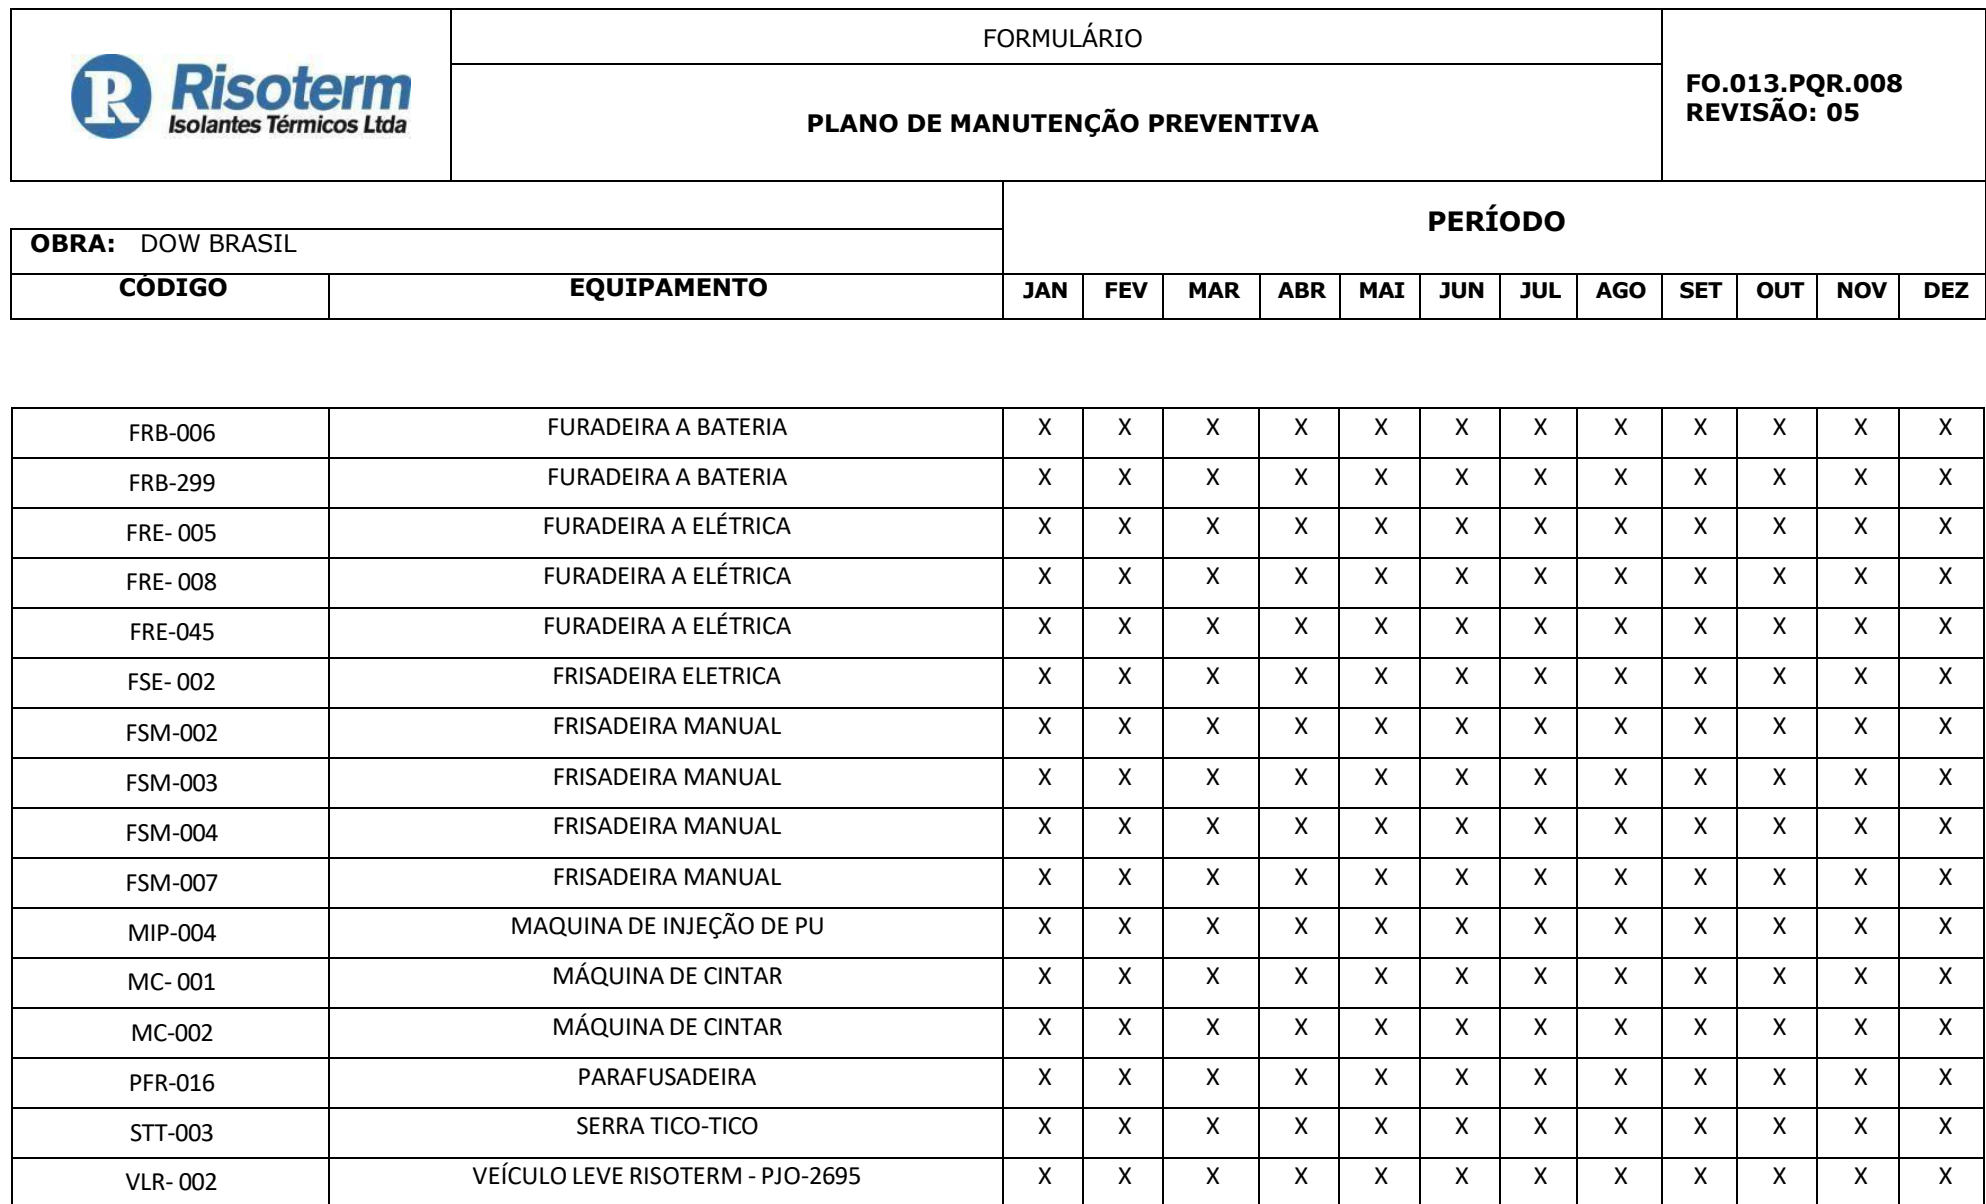 R Risoterm
Isolantes Térmicos Ltda
FORMULÁRIO
PLANO DE MANUTENÇÃO PREVENTIVA
FO.013.PQR.008
REVISÃO: 05
OBRA: DOW BRASIL
PERÍODO
CÓDIGO EQUIPAMENTO JAN FEV MAR ABR MAI JUN JUL AGO SET OUT NOV DEZ
FRB-006 FURADEIRA A BATERIA X X X X X X X X X X X X
FRB-299 FURADEIRA A BATERIA X X X X X X X X X X X X
FRE- 005 FURADEIRA A ELÉTRICA X X X X X X X X X X X X
FRE- 008 FURADEIRA A ELÉTRICA X X X X X X X X X X X X
FRE-045 FURADEIRA A ELÉTRICA X X X X X X X X X X X X
FSE- 002 FRISADEIRA ELETRICA X X X X X X X X X X X X
FSM-002 FRISADEIRA MANUAL X X X X X X X X X X X X
FSM-003 FRISADEIRA MANUAL X X X X X X X X X X X X
FSM-004 FRISADEIRA MANUAL X X X X X X X X X X X X
FSM-007 FRISADEIRA MANUAL X X X X X X X X X X X X
MIP-004 MAQUINA DE INJEÇÃO DE PU X X X X X X X X X X X X
MC- 001 MÁQUINA DE CINTAR X X X X X X X X X X X X
MC-002 MÁQUINA DE CINTAR X X X X X X X X X X X X
PFR-016 PARAFUSADEIRA X X X X X X X X X X X X
STT-003 SERRA TICO-TICO X X X X X X X X X X X X
VLR- 002 VEÍCULO LEVE RISOTERM - PJO-2695 X X X X X X X X X X X X